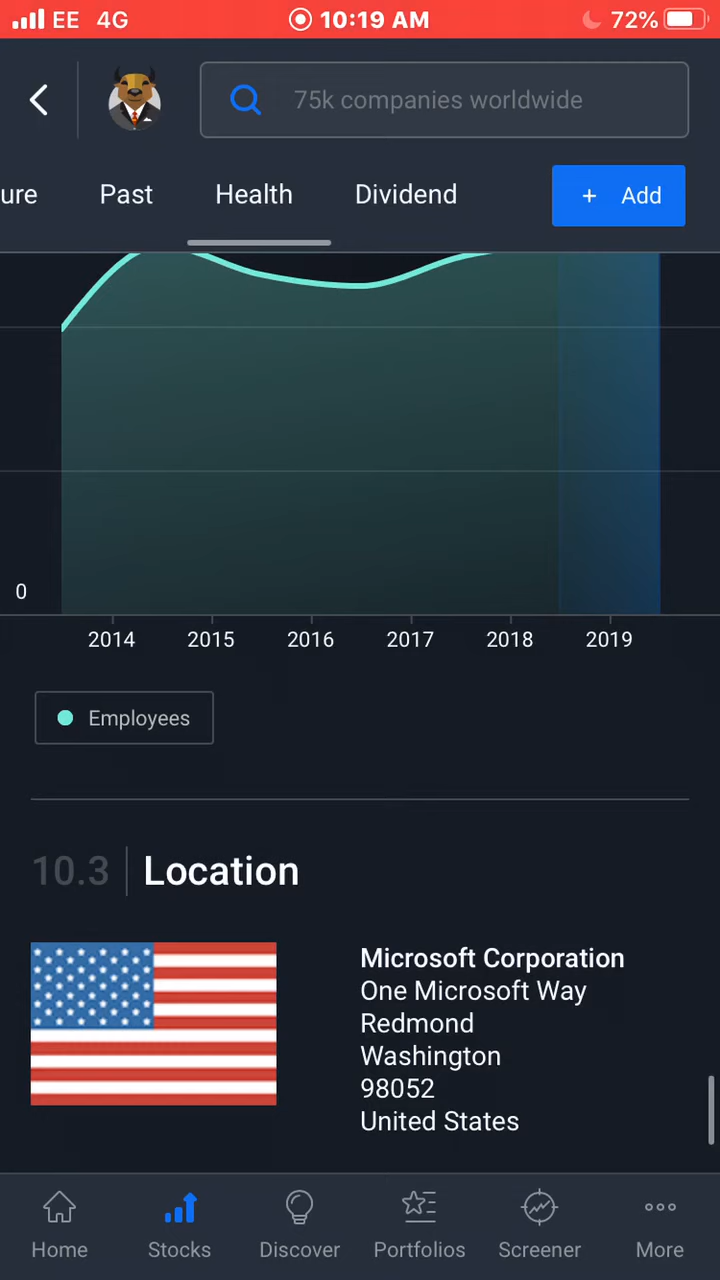 EE 4G 10:19 AM 72%
75k companies worldwide
ure Past Health Dividend + Add
0
2014 2015 2016 2017 2018 2019
Employees
10.3 Location
Microsoft Corporation
One Microsoft Way
Redmond
Washington
98052
United States
Home Stocks Discover Portfolios Screener More